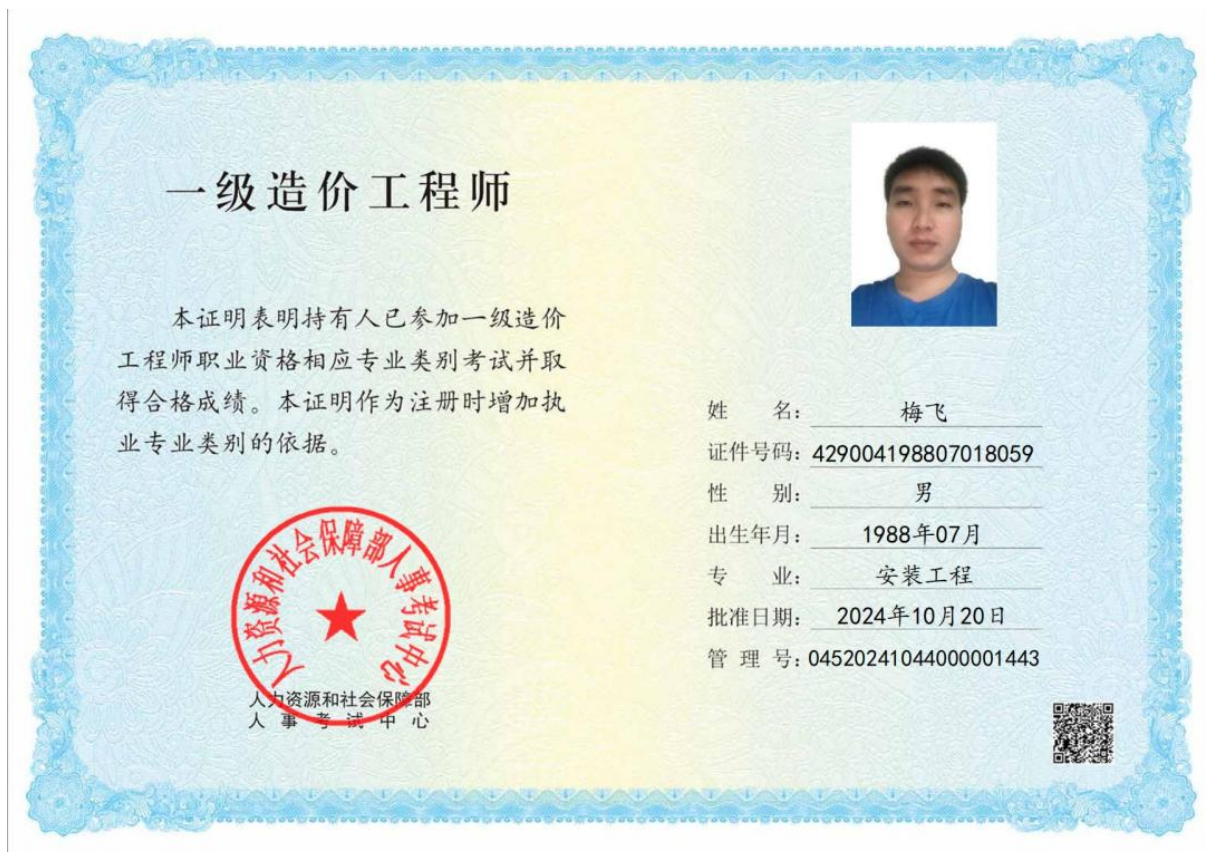 一级造价工程师
本证明表明持有人已参加一级造价
工程师职业资格相应专业类别考试并取
得合格成绩。本证明作为注册时增加执
业专业类别的依据。
人力资源和社会保障部人事考试中心
人力资源和社会保障部
人事考试中心
姓名：梅飞
证件号码：429004198807018059
性别：男
出生年月：1988年07月
专业：安装工程
批准日期：2024年10月20日
管理号：04520241044000001443